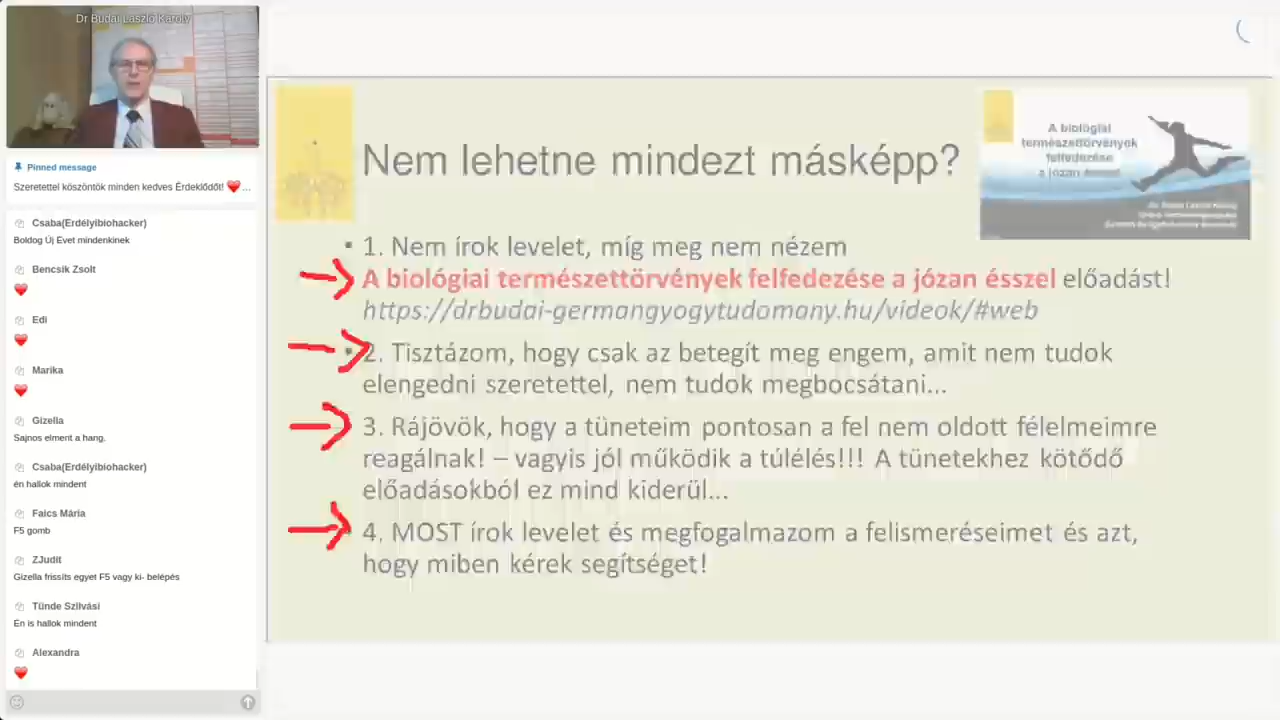 Dr Budai László Károly
Pinned message
Szeretettel köszöntök minden kedves Érdeklődőt! ❤️ ...
Csaba(Erdélyibiohacker)
Boldog Új Évet mindenkinek
Bencsik Zsolt
❤️
Edi
❤️
Marika
❤️
Gizella
Sajnos elment a hang.
Csaba(Erdélyibiohacker)
én hallok mindent
Faics Mária
F5 gomb
ZJudit
Gizella frissíts egyet F5 vagy ki- belépés
Tünde Szilvási
Én is hallok mindent
Alexandra
❤️
Nem lehetne mindezt másképp?
• 1. Nem írok levelet, míg meg nem nézem
A biológiai természettörvények felfedezése a józan ésszel előadást!
https://drbudai-germangyogytudomany.hu/videok/#web
• 2. Tisztázom, hogy csak az betegít meg engem, amit nem tudok
elengedni szeretettel, nem tudok megbocsátani...
3. Rájövök, hogy a tüneteim pontosan a fel nem oldott félelmeimre
reagálnak! – vagyis jól működik a túlélés!!! A tünetekhez kötődő
előadásokból ez mind kiderül...
4. MOST írok levelet és megfogalmazom a felismeréseimet és azt,
hogy miben kérek segítséget!
A biológiai
természettörvények
felfedezése
a józan ésszel